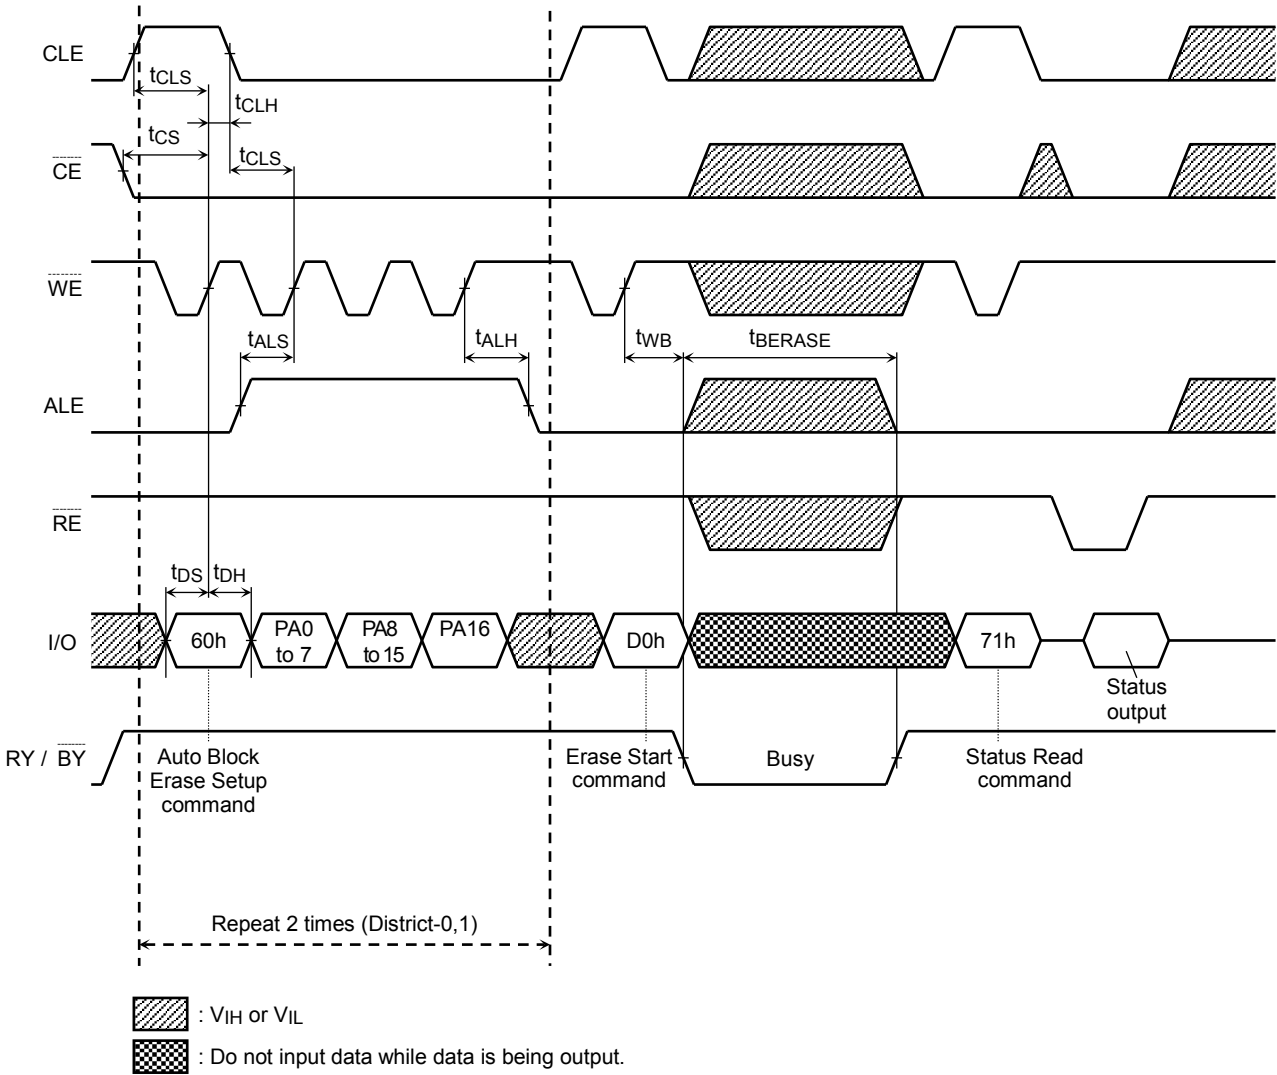 CLE
tCLS
tCLH
tCS
CE
tCLS
WE
tALS
tALH
tWB
tBERASE
ALE
RE
tDS
tDH
I/O
60h
PA0
to 7
PA8
to 15
PA16
D0h
71h
Status
output
RY / BY
Auto Block
Erase Setup
command
Erase Start
command
Busy
Status Read
command
Repeat 2 times (District-0,1)
: VIH or VIL
: Do not input data while data is being output.